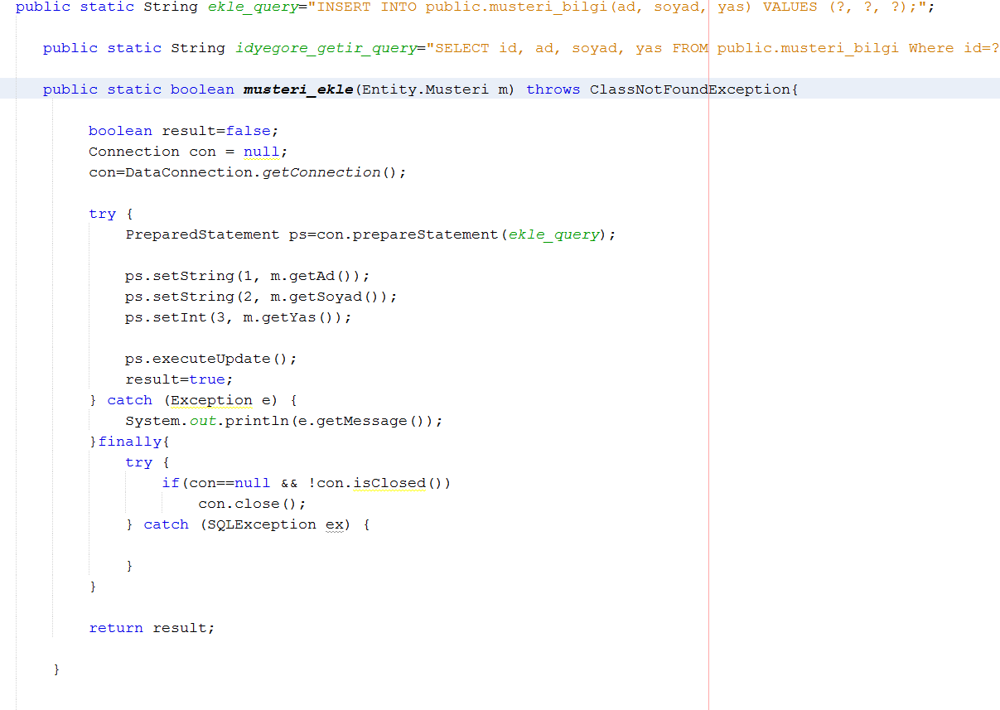 public static String ekle_query="INSERT INTO public.musteri_bilgi(ad, soyad, yas) VALUES (?, ?, ?);";
public static String idyegore_getir_query="SELECT id, ad, soyad, yas FROM public.musteri_bilgi Where id=?
public static boolean musteri_ekle(Entity.Musteri m) throws ClassNotFoundException{
boolean result=false;
Connection con = null;
con=DataConnection.getConnection();
try {
PreparedStatement ps=con.prepareStatement(ekle_query);
ps.setString(1, m.getAd());
ps.setString(2, m.getSoyad());
ps.setInt(3, m.getYas());
ps.executeUpdate();
result=true;
} catch (Exception e) {
System.out.println(e.getMessage());
}finally{
try {
if(con==null && !con.isClosed())
con.close();
} catch (SQLException ex) {
}
}
return result;
}